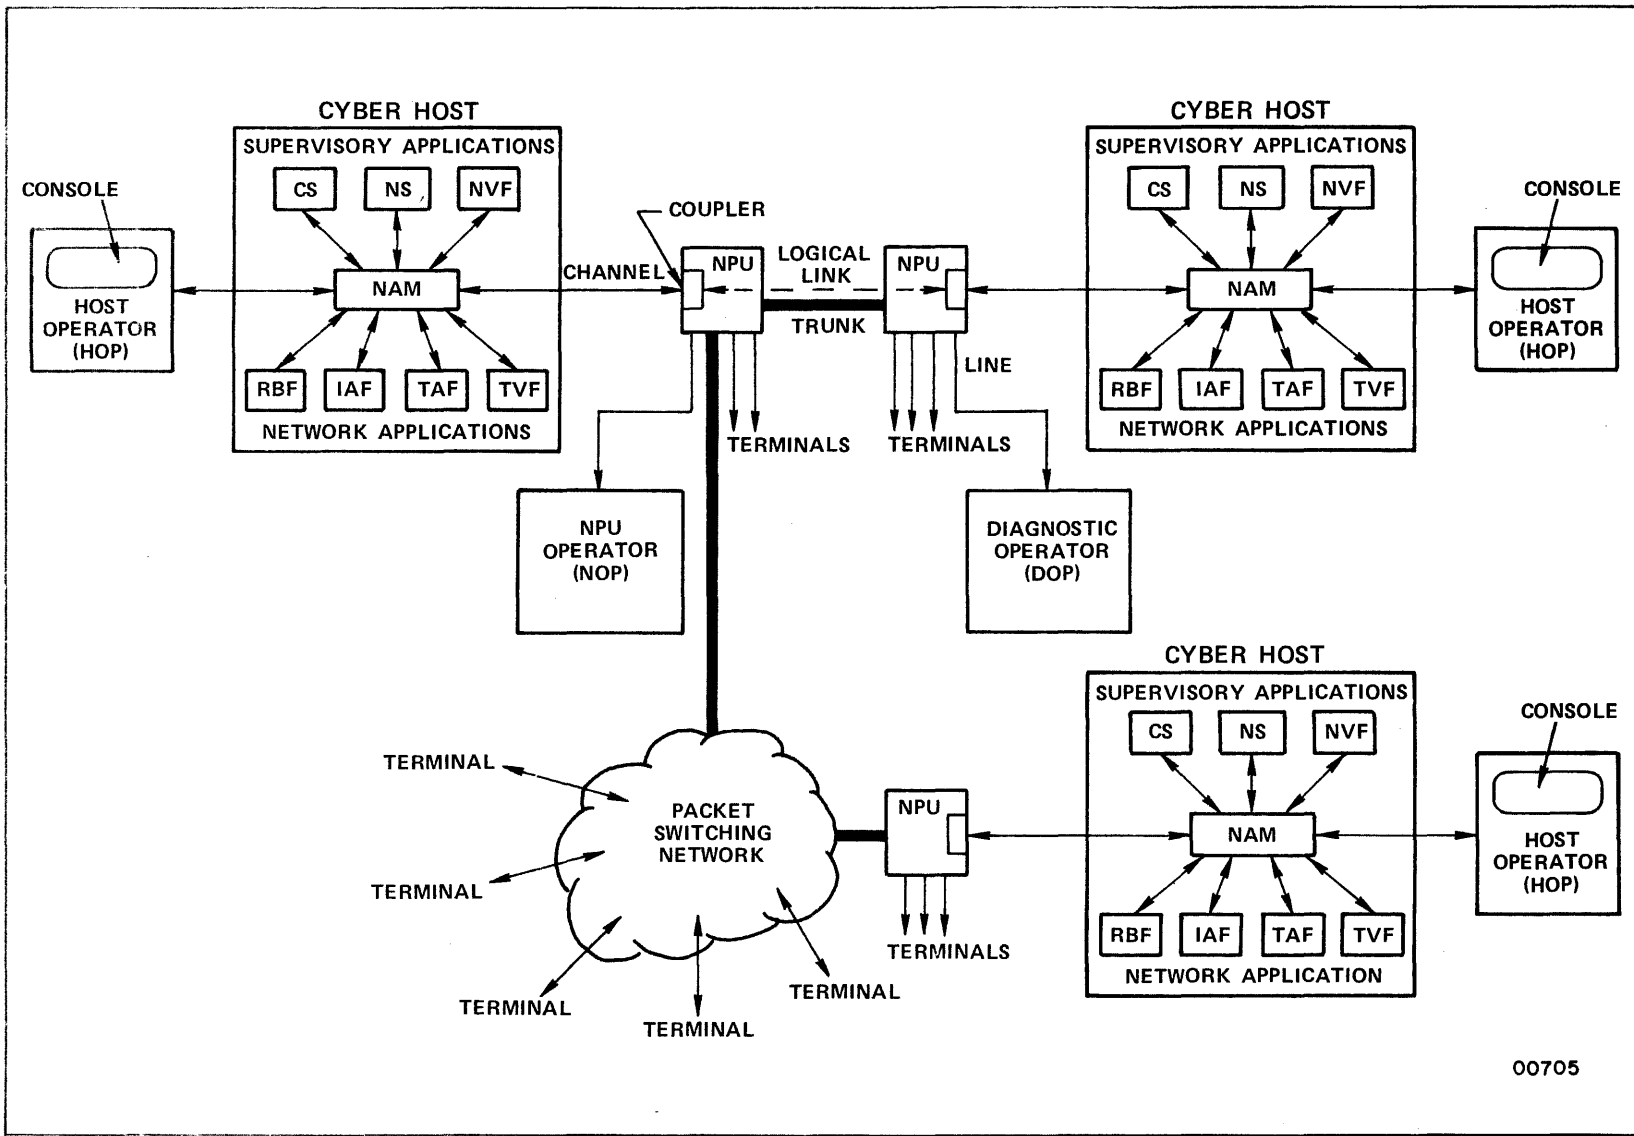 CYBER HOST
SUPERVISORY APPLICATIONS
CS
NS
NVF
CONSOLE
HOST
OPERATOR
(HOP)
NAM
RBF
IAF
TAF
TVF
NETWORK APPLICATIONS
CHANNEL
COUPLER
NPU
LOGICAL
LINK
TRUNK
NPU
TERMINALS
TERMINALS
LINE
NPU
OPERATOR
(NOP)
DIAGNOSTIC
OPERATOR
(DOP)
CYBER HOST
SUPERVISORY APPLICATIONS
CS
NS
NVF
NAM
RBF
IAF
TAF
TVF
NETWORK APPLICATIONS
CONSOLE
HOST
OPERATOR
(HOP)
TERMINAL
TERMINAL
TERMINAL
TERMINAL
TERMINAL
PACKET
SWITCHING
NETWORK
NPU
TERMINALS
CYBER HOST
SUPERVISORY APPLICATIONS
CS
NS
NVF
NAM
RBF
IAF
TAF
TVF
NETWORK APPLICATION
CONSOLE
HOST
OPERATOR
(HOP)
00705